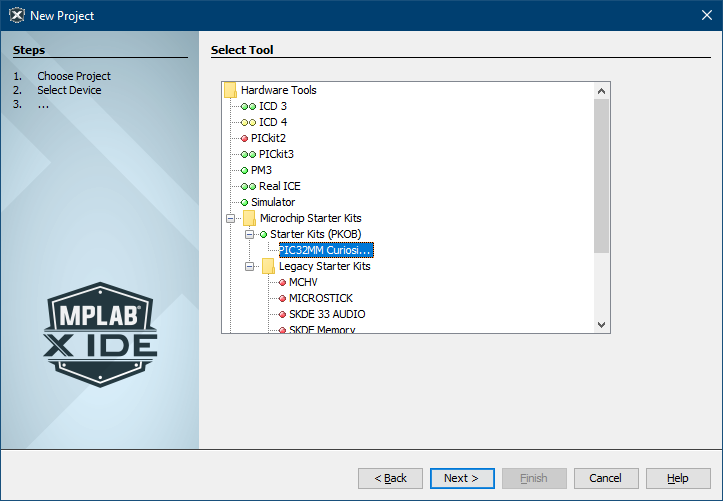 New Project
Steps
1. Choose Project
2. Select Device
3. ...
MPLAB®
X IDE
Select Tool
Hardware Tools
ICD 3
ICD 4
PICkit2
PICkit3
PM3
Real ICE
Simulator
Microchip Starter Kits
Starter Kits (PKOB)
PIC32MM Curiosi...
Legacy Starter Kits
MCHV
MICROSTICK
SKDE 33 AUDIO
SKDE Memory
< Back
Next >
Finish
Cancel
Help